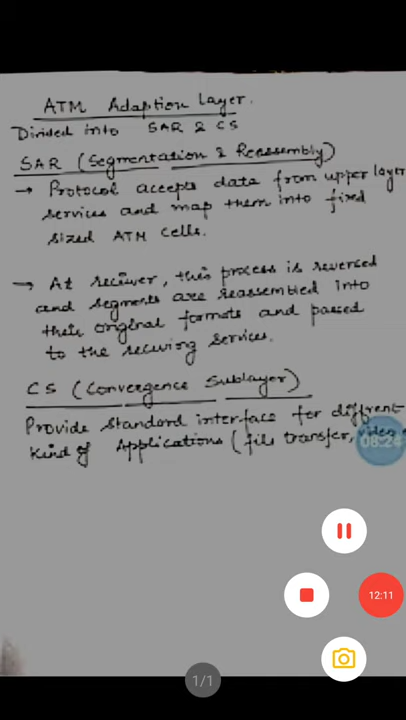 ATM Adaption Layer.
Divided into SAR & CS
SAR (Segmentation & Reassembly)
→ Protocol accepts data from upper layer
services and map them into fixed
sized ATM cells.
→ At receiver, this process is reversed
and segments are reassembled into
their original formats and passed
to the receiving services.
CS (Convergence Sublayer)
Provide Standard interface for diffrent
kind of Applications (file transfer, video
08:24
12:11
1/1